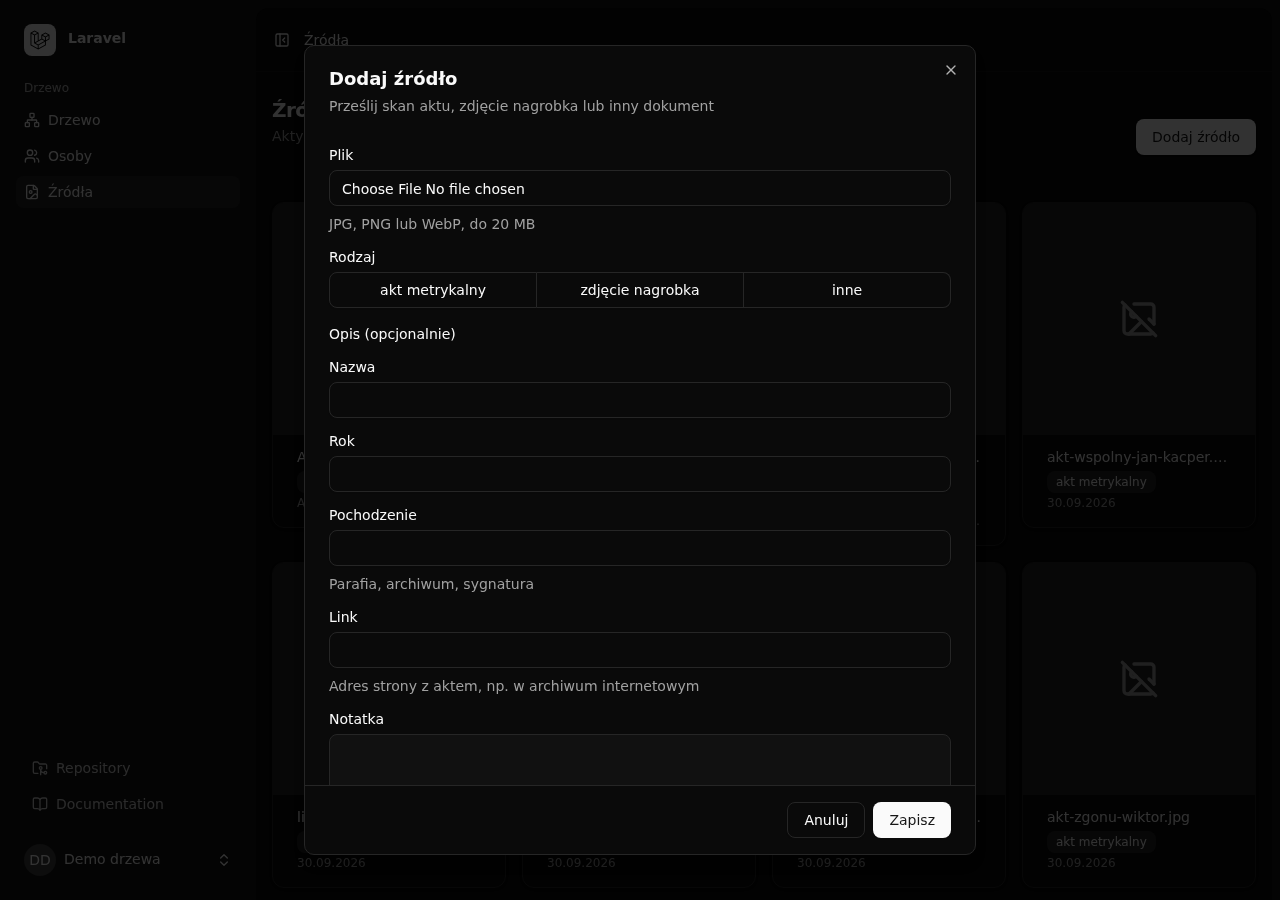 Laravel
Źródła
Drzewo
Drzewo
Osoby
Źródła
Dodaj źródło
Dodaj źródło
Prześlij skan aktu, zdjęcie nagrobka lub inny dokument
Plik
Choose File No file chosen
JPG, PNG lub WebP, do 20 MB
Rodzaj
akt metrykalny
zdjęcie nagrobka
inne
Opis (opcjonalnie)
Nazwa
Rok
Pochodzenie
Parafia, archiwum, sygnatura
Link
Adres strony z aktem, np. w archiwum internetowym
Notatka
Anuluj
Zapisz
akt-wspolny-jan-kacper.…
akt metrykalny
30.09.2026
akt-zgonu-wiktor.jpg
akt metrykalny
30.09.2026
30.09.2026
30.09.2026
30.09.2026
Repository
Documentation
DD
Demo drzewa